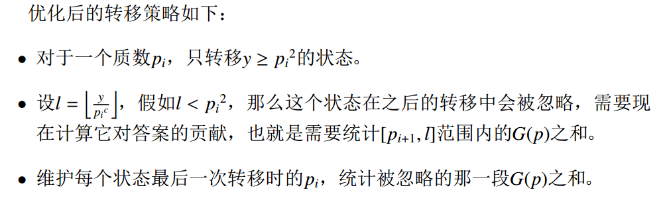 优化后的转移策略如下：
• 对于一个质数$p_i$，只转移$y \geq {p_i}^2$的状态。
• 设$l = \left\lfloor \frac{y}{{p_i}^c} \right\rfloor$，假如$l < {p_i}^2$，那么这个状态在之后的转移中会被忽略，需要现
在计算它对答案的贡献，也就是需要统计$[p_{i+1}, l]$范围内的$G(p)$之和。
• 维护每个状态最后一次转移时的$p_i$，统计被忽略的那一段$G(p)$之和。